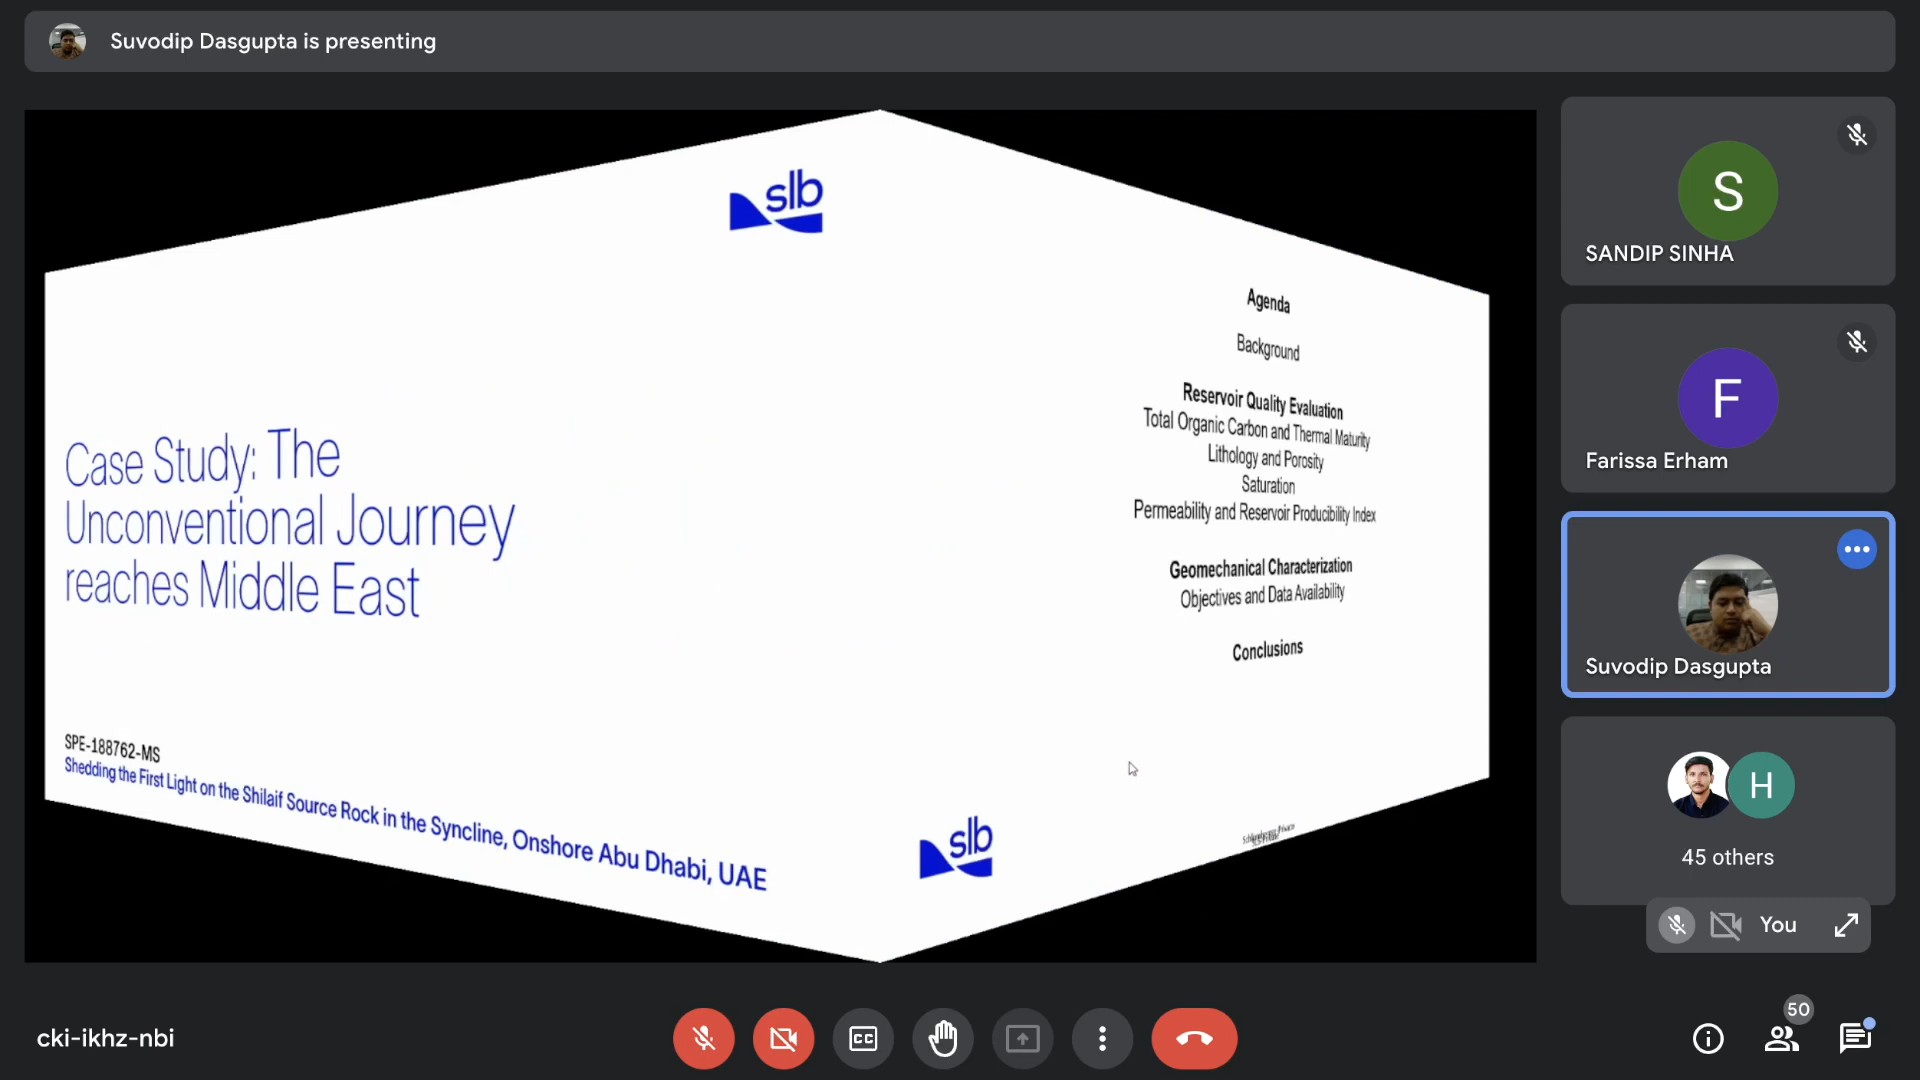 Suvodip Dasgupta is presenting
slb
Case Study: The
Unconventional Journey
reaches Middle East
SPE-188762-MS
Shedding the First Light on the Shilaif Source Rock in the Syncline, Onshore Abu Dhabi, UAE
Agenda
Background
Reservoir Quality Evaluation
Total Organic Carbon and Thermal Maturity
Lithology and Porosity
Saturation
Permeability and Reservoir Producibility Index
Geomechanical Characterization
Objectives and Data Availability
Conclusions
slb
S
SANDIP SINHA
F
Farissa Erham
Suvodip Dasgupta
H
45 others
You
cki-ikhz-nbi
CC
50